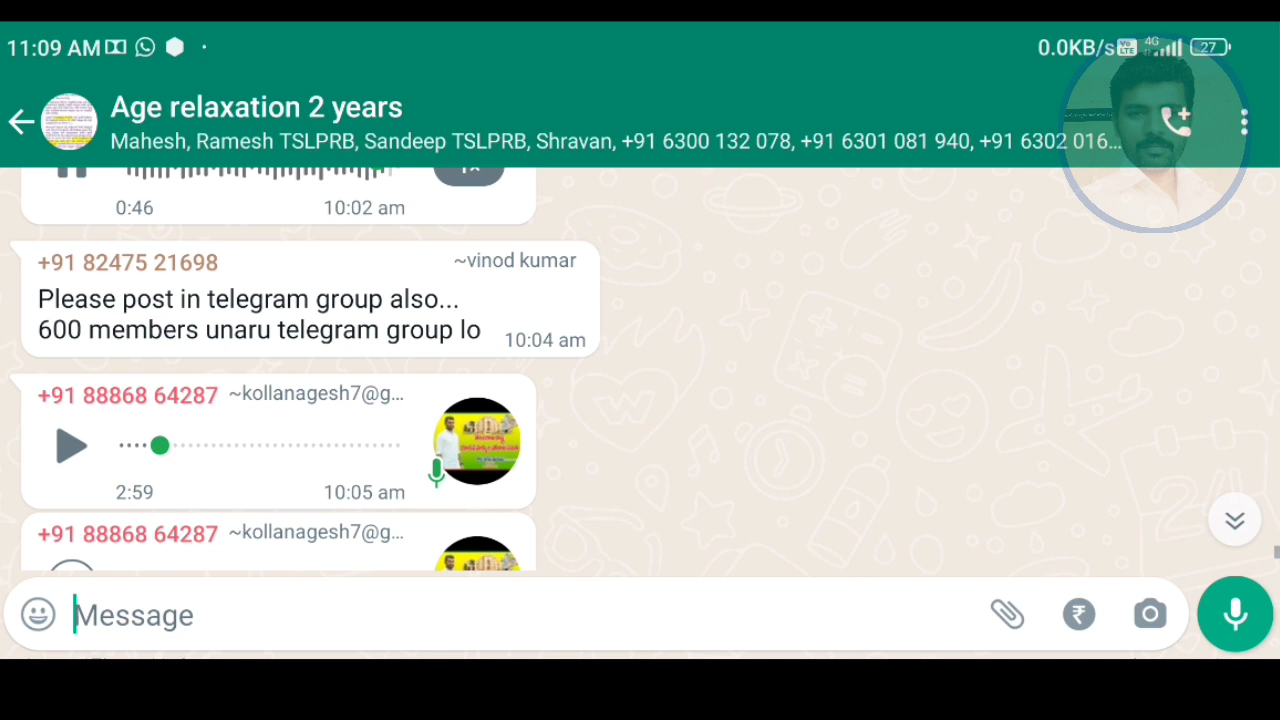 11:09 AM
0.0KB/s
4G
27
Age relaxation 2 years
Mahesh, Ramesh TSLPRB, Sandeep TSLPRB, Shravan, +91 6300 132 078, +91 6301 081 940, +91 6302 016...
0:46 10:02 am
+91 82475 21698 ~vinod kumar
Please post in telegram group also...
600 members unaru telegram group lo 10:04 am
+91 88868 64287 ~kollanagesh7@g...
2:59 10:05 am
+91 88868 64287 ~kollanagesh7@g...
Message